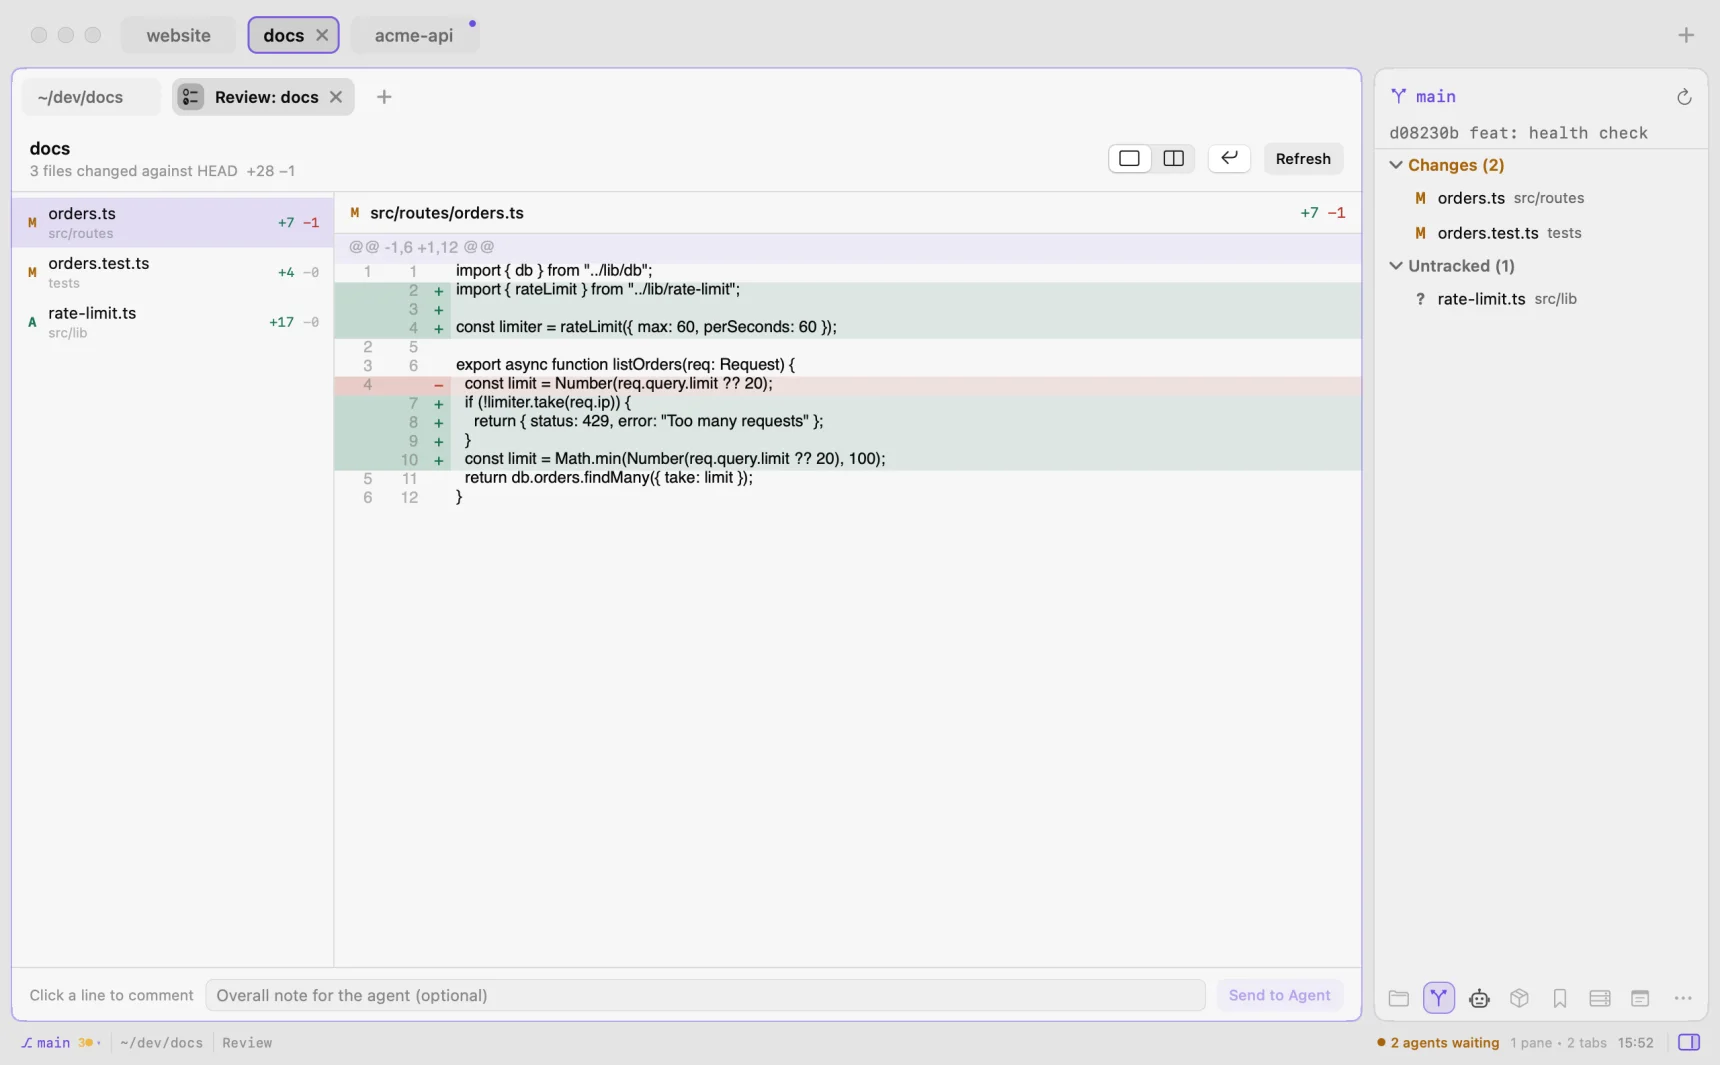 website
docs
acme-api
~/dev/docs
Review: docs
docs
3 files changed against HEAD +28 −1
Refresh
M orders.ts +7 −1
src/routes
M orders.test.ts +4 −0
tests
A rate-limit.ts +17 −0
src/lib
M src/routes/orders.ts +7 −1
@@ -1,6 +1,12 @@
1 1 import { db } from "../lib/db";
2 + import { rateLimit } from "../lib/rate-limit";
3 +
4 + const limiter = rateLimit({ max: 60, perSeconds: 60 });
2 5
3 6 export async function listOrders(req: Request) {
4 − const limit = Number(req.query.limit ?? 20);
7 + if (!limiter.take(req.ip)) {
8 + return { status: 429, error: "Too many requests" };
9 + }
10 + const limit = Math.min(Number(req.query.limit ?? 20), 100);
5 11 return db.orders.findMany({ take: limit });
6 12 }
Click a line to comment
Overall note for the agent (optional)
Send to Agent
main
d08230b feat: health check
Changes (2)
M orders.ts src/routes
M orders.test.ts tests
Untracked (1)
? rate-limit.ts src/lib
main 3
~/dev/docs
Review
2 agents waiting
1 pane • 2 tabs
15:52